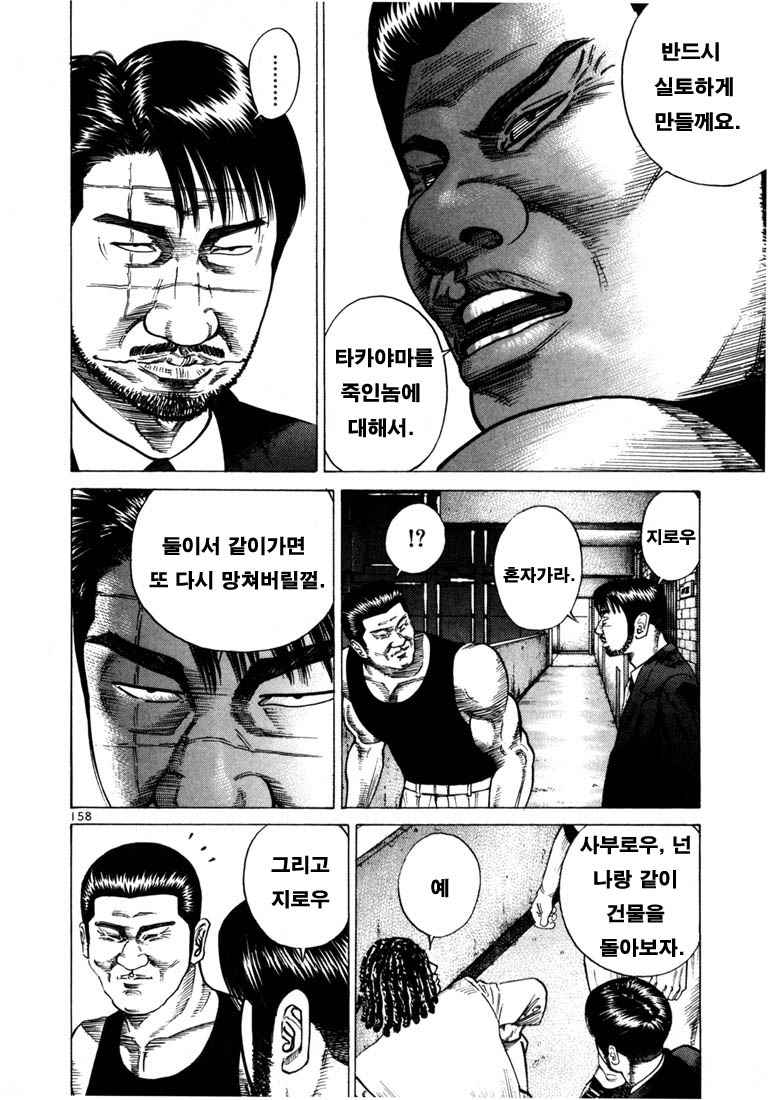 반드시
실토하게
만들께요.
타카야마를
죽인놈에
대해서.
………
지로우
혼자가라.
!?
둘이서 같이가면
또 다시 망쳐버릴껄.
158
사부로우, 넌
나랑 같이
건물을
돌아보자.
예
그리고
지로우